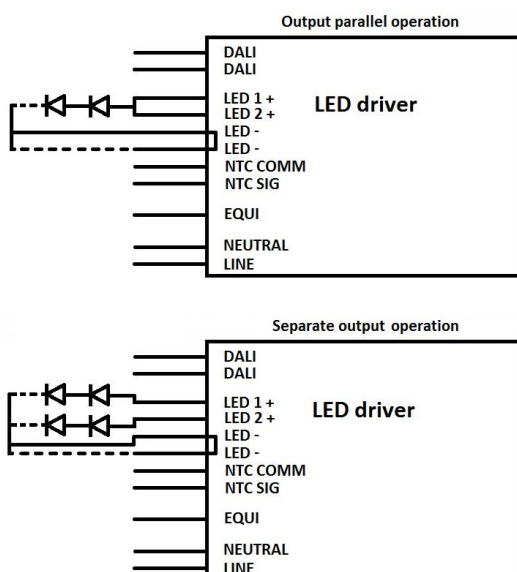 Output parallel operation
DALI
DALI
LED 1 +
LED driver
LED 2 +
LED -
LED -
NTC COMM
NTC SIG
EQUI
NEUTRAL
LINE
Separate output operation
DALI
DALI
LED 1 +
LED driver
LED 2 +
LED -
LED -
NTC COMM
NTC SIG
EQUI
NEUTRAL
LINE